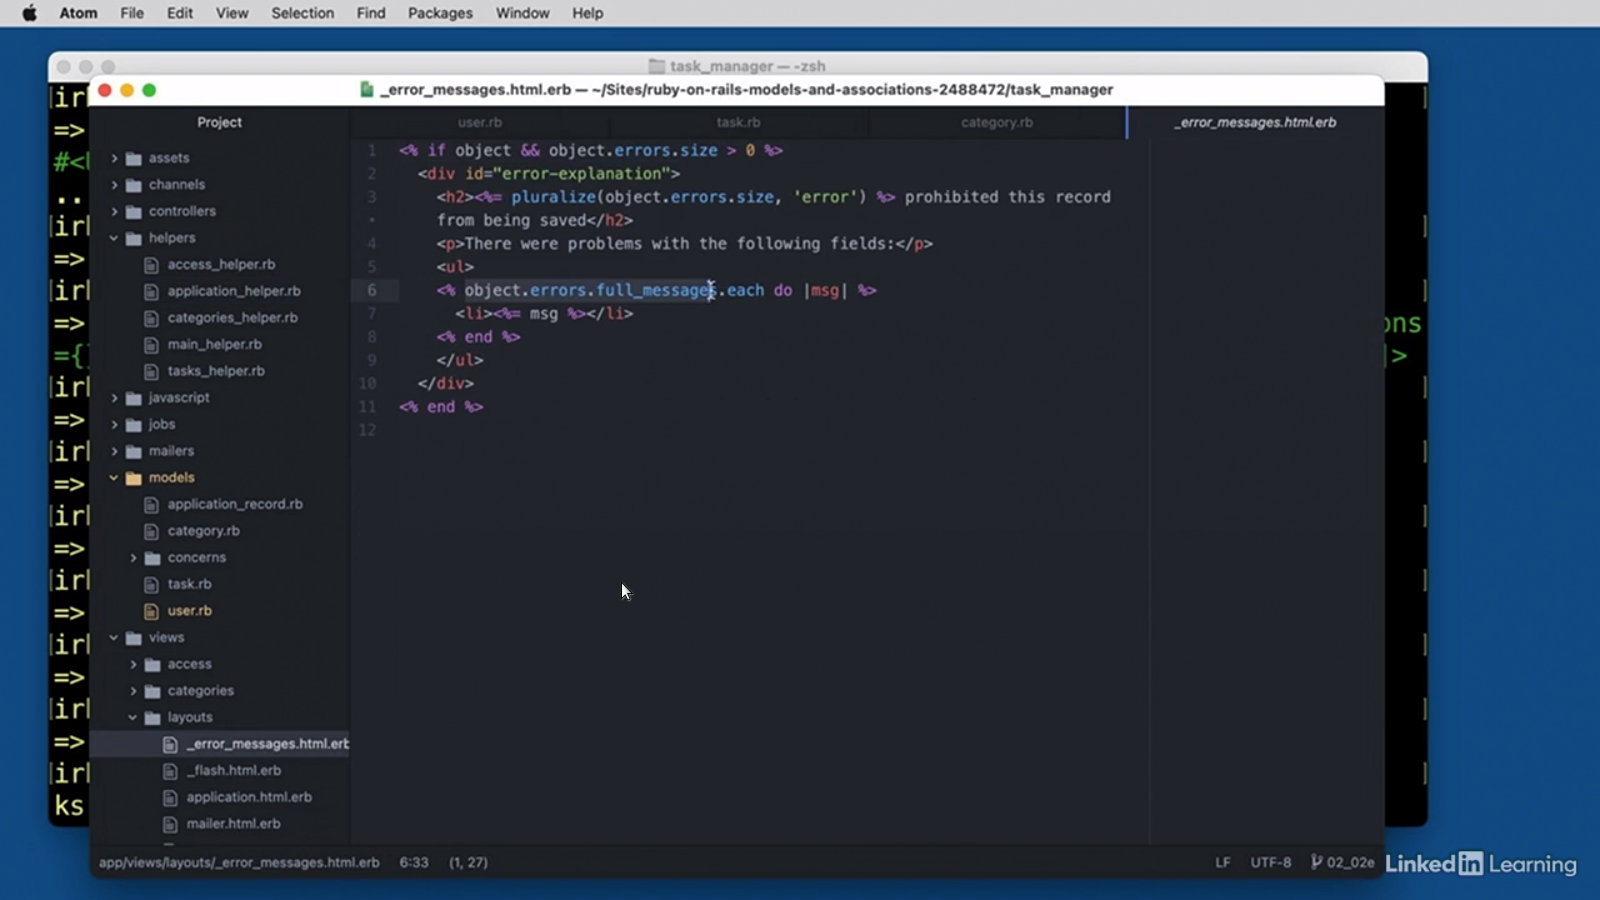 Atom File Edit View Selection Find Packages Window Help
task_manager — -zsh
_error_messages.html.erb — ~/Sites/ruby-on-rails-models-and-associations-2488472/task_manager
Project
user.rb
task.rb
category.rb
_error_messages.html.erb
assets
channels
controllers
helpers
access_helper.rb
application_helper.rb
categories_helper.rb
main_helper.rb
tasks_helper.rb
javascript
jobs
mailers
models
application_record.rb
category.rb
concerns
task.rb
user.rb
views
access
categories
layouts
_error_messages.html.erb
_flash.html.erb
application.html.erb
mailer.html.erb
1 <% if object && object.errors.size > 0 %>
2 <div id="error-explanation">
3 <h2><%= pluralize(object.errors.size, 'error') %> prohibited this record
• from being saved</h2>
4 <p>There were problems with the following fields:</p>
5 <ul>
6 <% object.errors.full_messages.each do |msg| %>
7 <li><%= msg %></li>
8 <% end %>
9 </ul>
10 </div>
11 <% end %>
12
app/views/layouts/_error_messages.html.erb 6:33 (1, 27)
LF UTF-8 02_02e
LinkedIn Learning
=>
#<
..
=>
=>
={
ons
|>
=>
=>
=>
=>
=>
=>
=>
ks